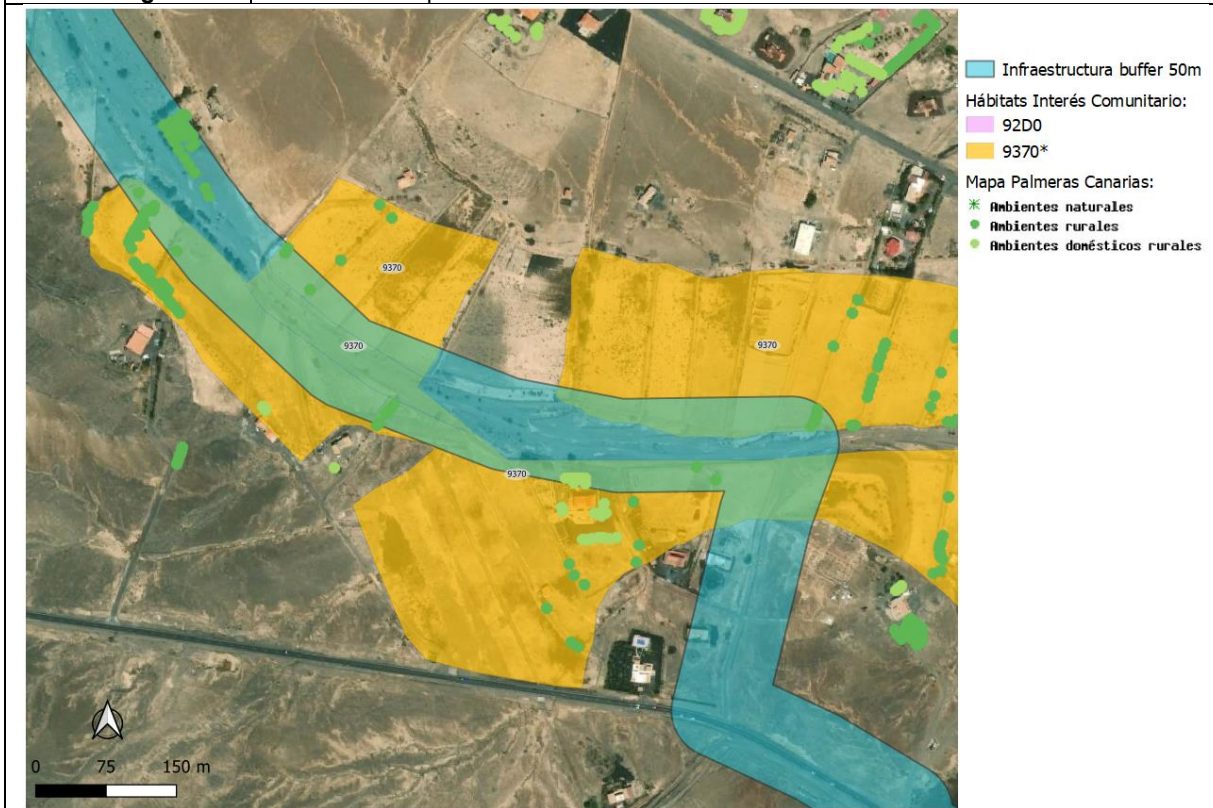 Infraestructura buffer 50m
Hábitats Interés Comunitario:
92D0
9370*
Mapa Palmeras Canarias:
Ambientes naturales
Ambientes rurales
Ambientes domésticos rurales
9370
9370
9370
9370
0 75 150 m